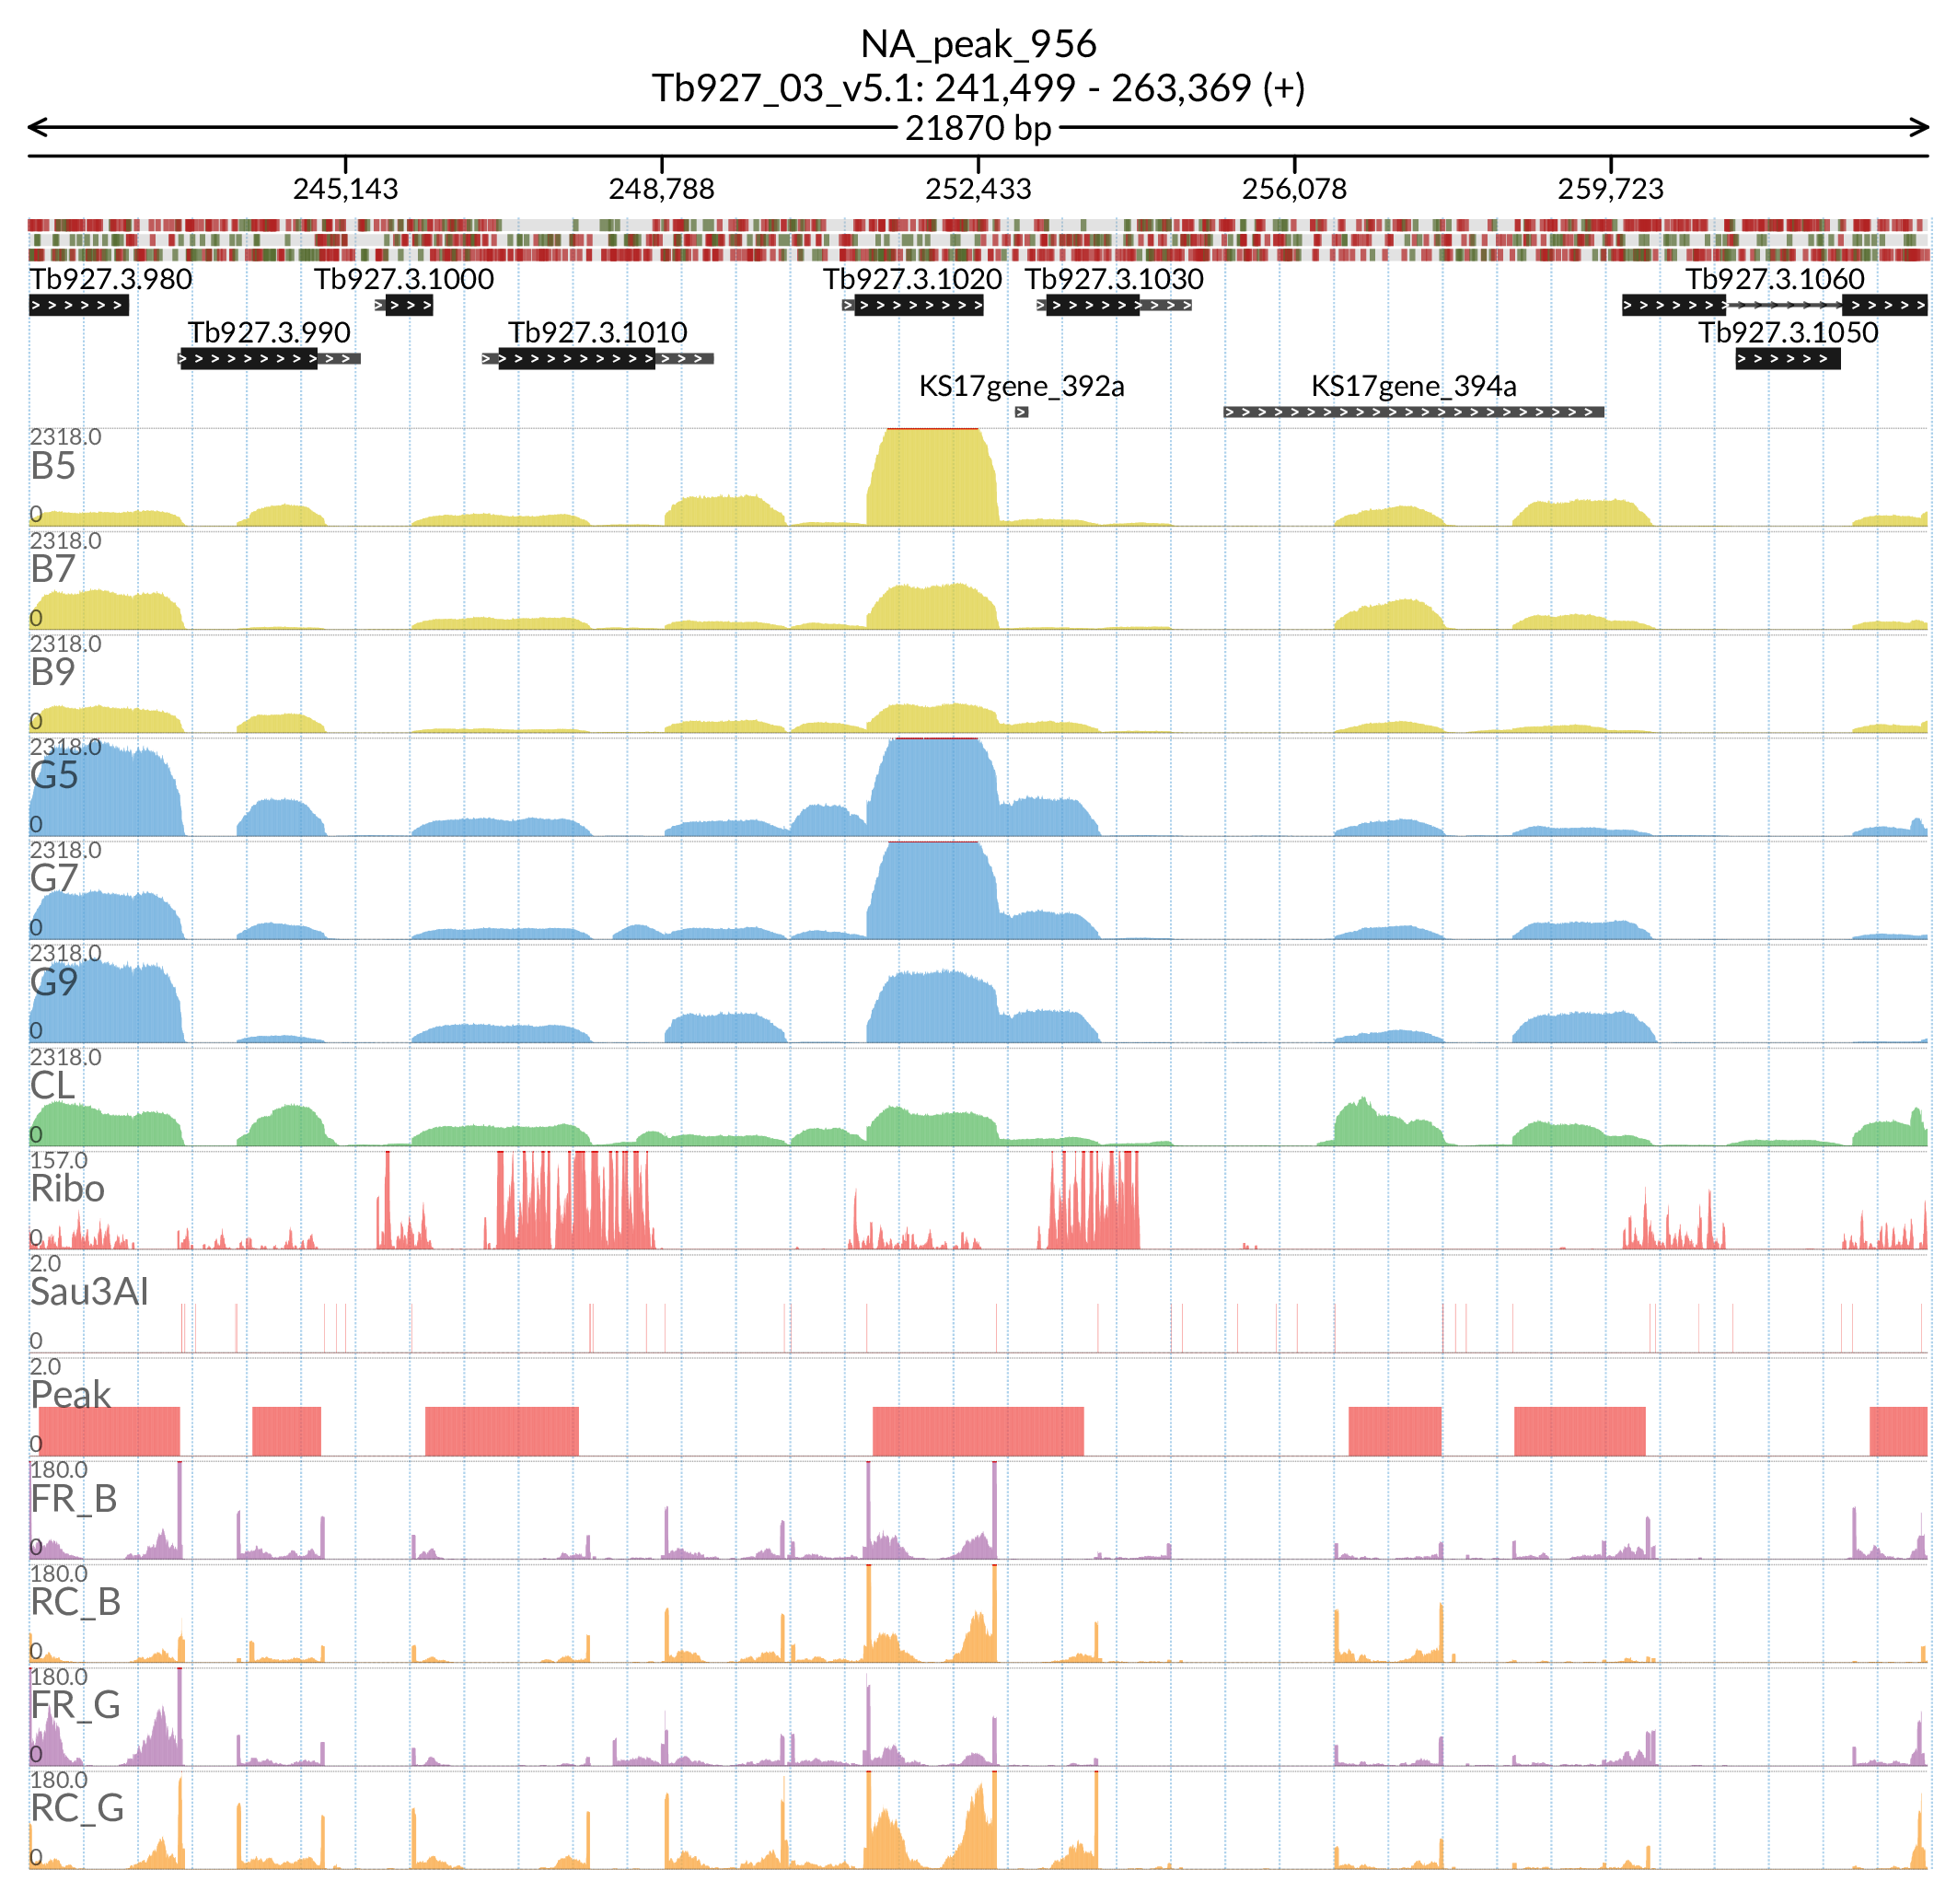 NA_peak_956
Tb927_03_v5.1: 241,499 - 263,369 (+)
21870 bp
245,143 248,788 252,433 256,078 259,723
Tb927.3.980 Tb927.3.1000 Tb927.3.1020 Tb927.3.1030 Tb927.3.1060
Tb927.3.990 Tb927.3.1010 Tb927.3.1050
KS17gene_392a KS17gene_394a
2318.0
B5
0
2318.0
B7
0
2318.0
B9
0
2318.0
G5
0
2318.0
G7
0
2318.0
G9
0
2318.0
CL
0
157.0
Ribo
0
2.0
Sau3AI
0
2.0
Peak
0
180.0
FR_B
0
180.0
RC_B
0
180.0
FR_G
0
180.0
RC_G
0